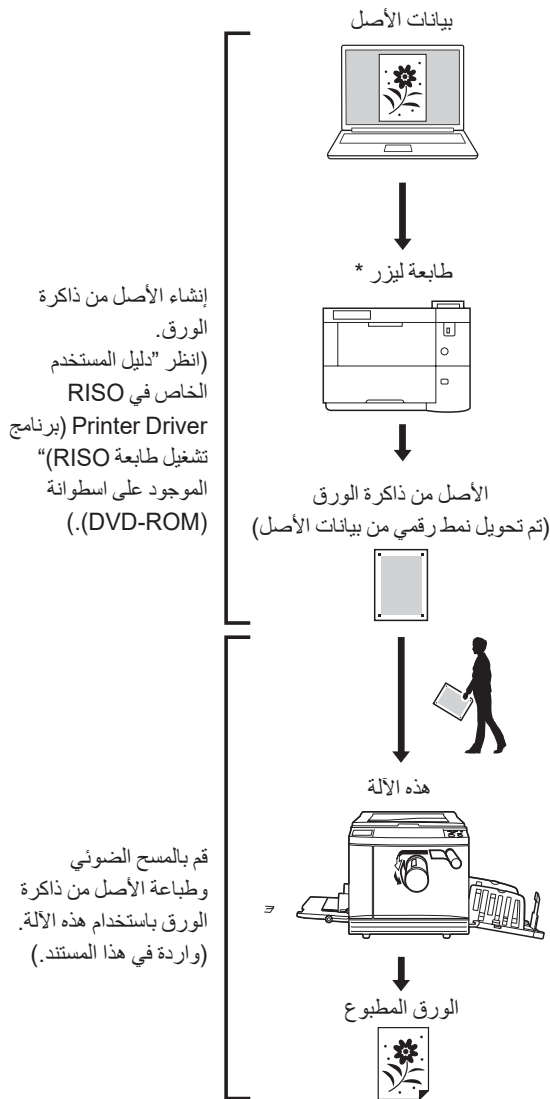 بيانات الأصل
طابعة ليزر *
إنشاء الأصل من ذاكرة
الورق.
(انظر ”دليل المستخدم
الخاص في RISO
Printer Driver (برنامج
تشغيل طابعة RISO)“
الموجود على اسطوانة
(DVD-ROM).)
الأصل من ذاكرة الورق
(تم تحويل نمط رقمي من بيانات الأصل)
هذه الآلة
قم بالمسح الضوئي
وطباعة الأصل من ذاكرة
الورق باستخدام هذه الآلة.
(واردة في هذا المستند.)
الورق المطبوع